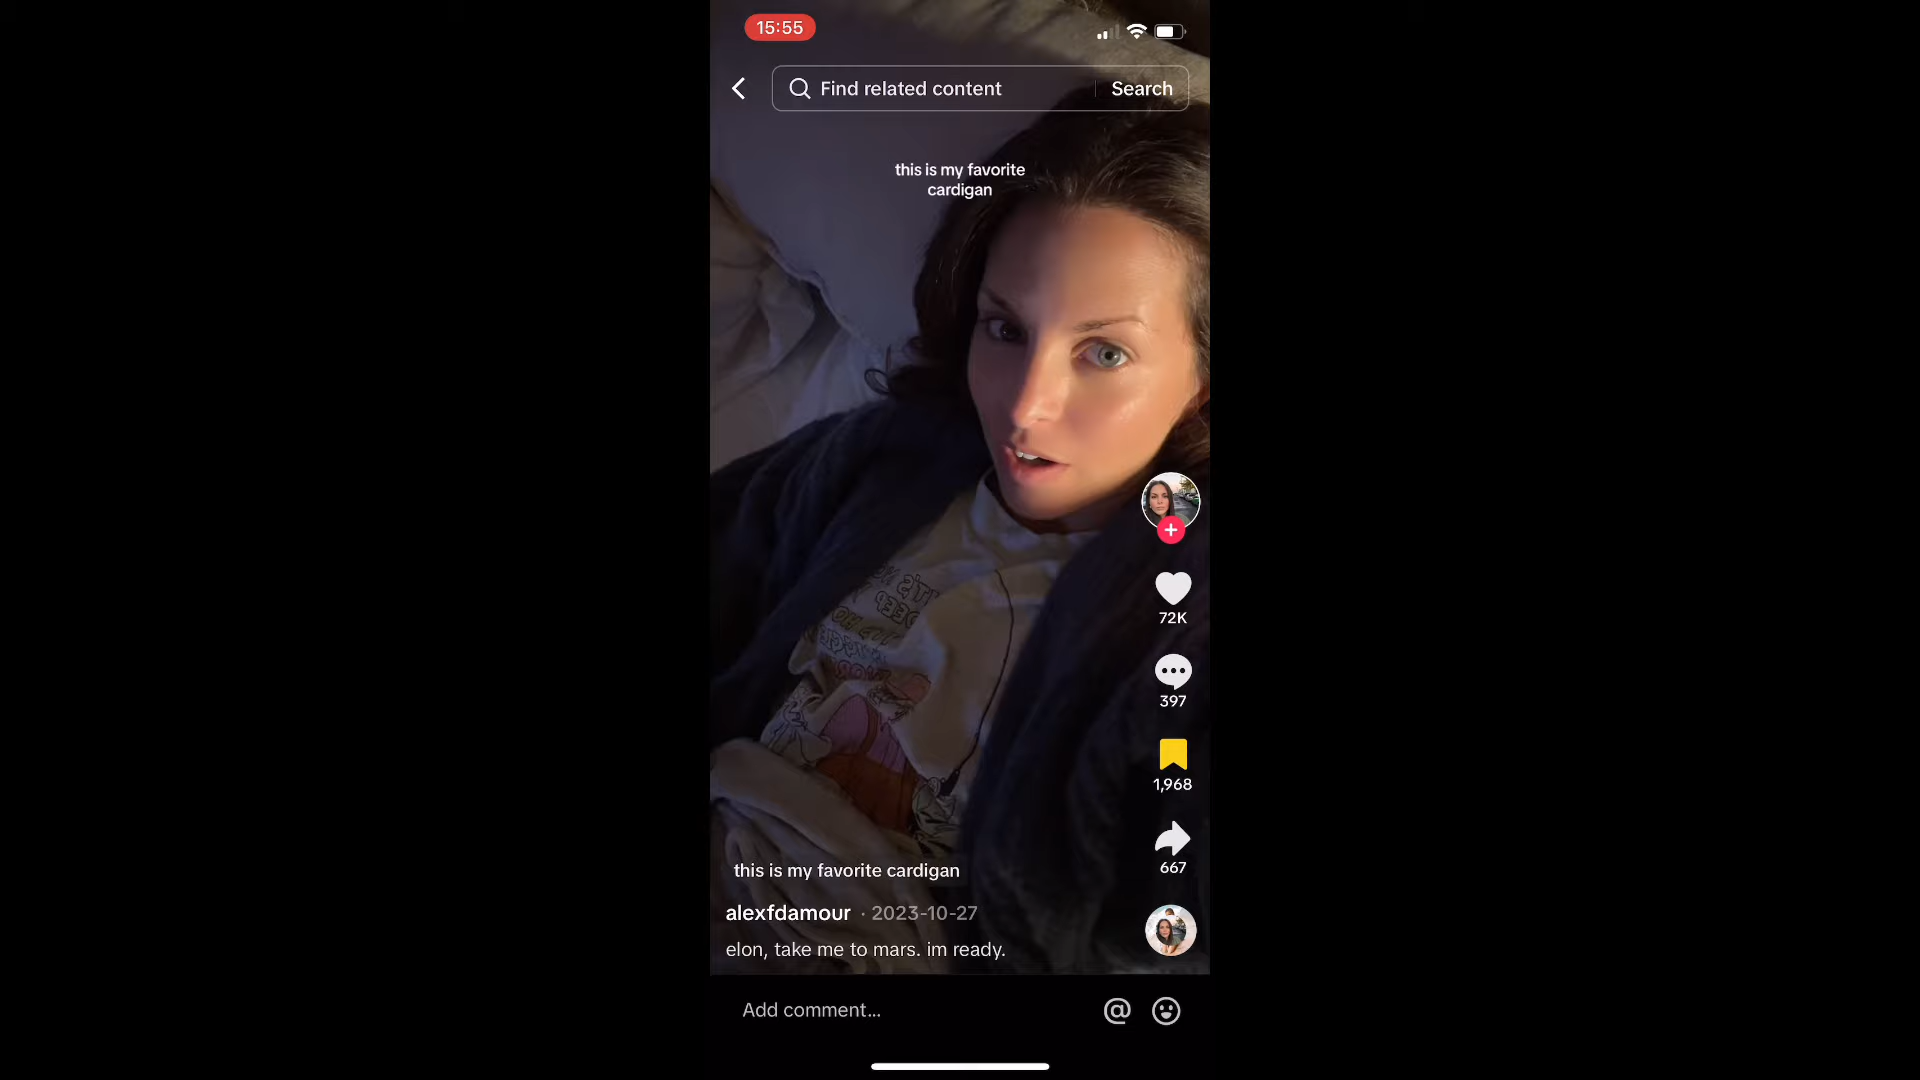 15:55
Find related content
Search
this is my favorite
cardigan
72K
397
1,968
667
this is my favorite cardigan
alexfdamour · 2023-10-27
elon, take me to mars. im ready.
Add comment...